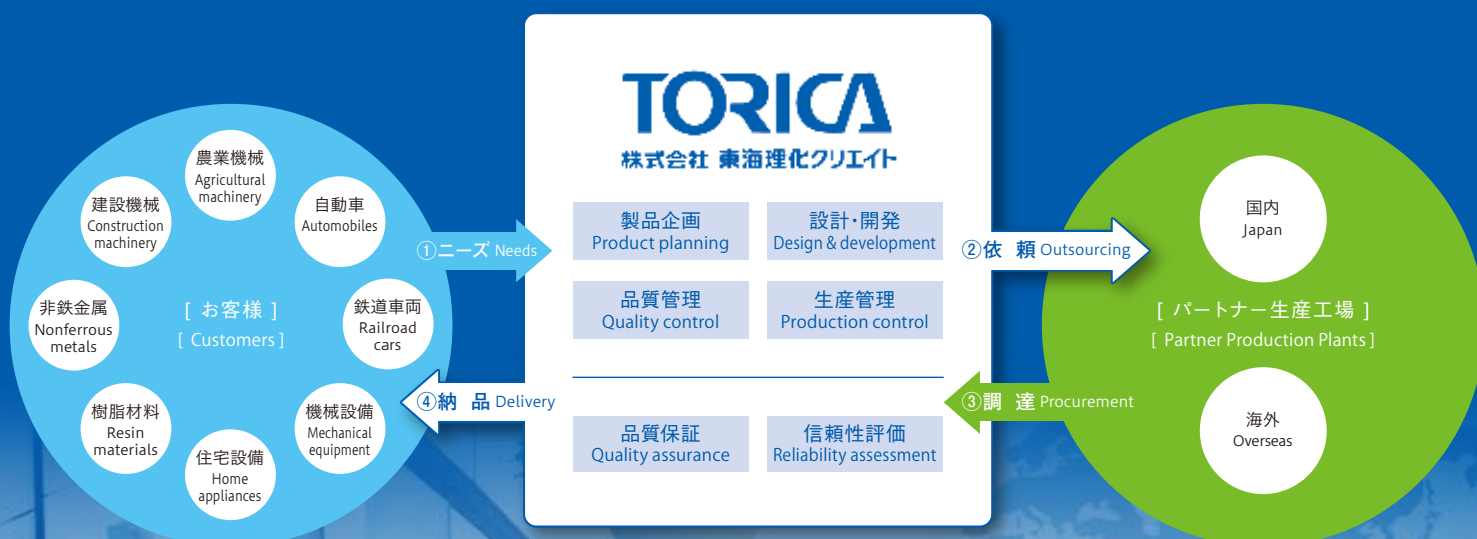 農業機械
Agricultural
machinery
建設機械
Construction
machinery
自動車
Automobiles
非鉄金属
Nonferrous
metals
[ お客様 ]
[ Customers ]
鉄道車両
Railroad
cars
樹脂材料
Resin
materials
機械設備
Mechanical
equipment
住宅設備
Home
appliances
①ニーズ Needs
④納 品 Delivery
TORICA
株式会社 東海理化クリエイト
製品企画
Product planning
設計・開発
Design & development
品質管理
Quality control
生産管理
Production control
品質保証
Quality assurance
信頼性評価
Reliability assessment
②依 頼 Outsourcing
③調 達 Procurement
国内
Japan
[ パートナー生産工場 ]
[ Partner Production Plants ]
海外
Overseas